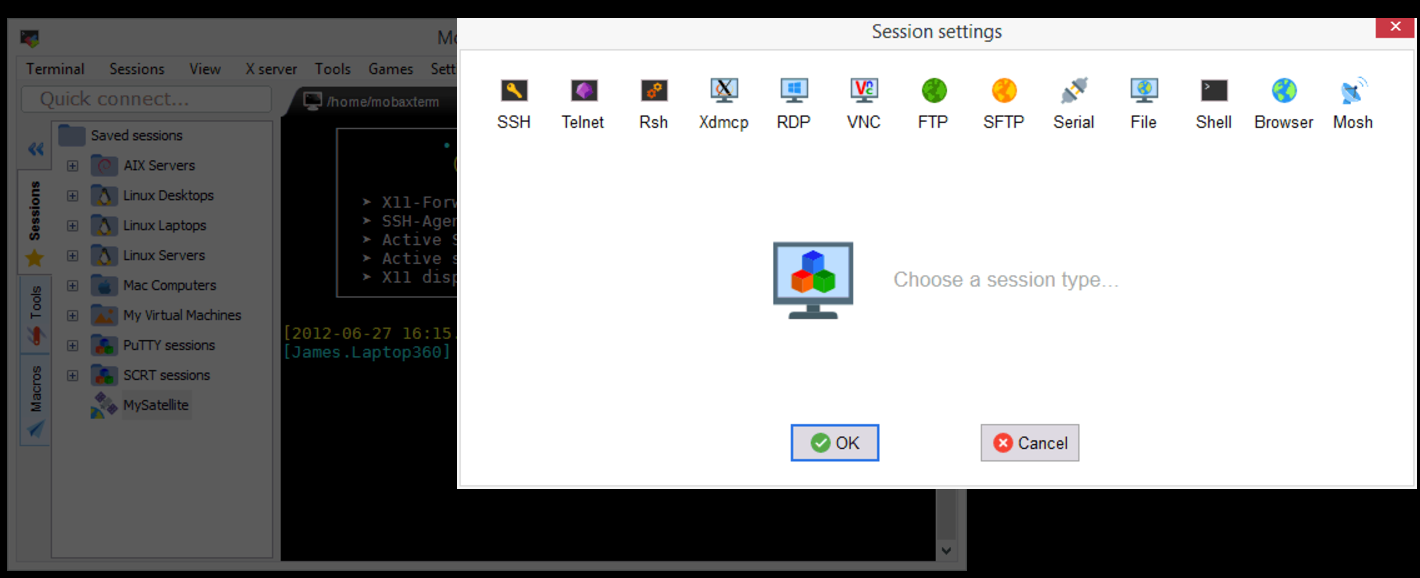 Mo
Terminal Sessions View X server Tools Games Sett
Quick connect...
/home/mobaxterm
Sessions
Tools
Macros
Saved sessions
AIX Servers
Linux Desktops
Linux Laptops
Linux Servers
Mac Computers
My Virtual Machines
PuTTY sessions
SCRT sessions
MySatellite
➤ X11-Forw
➤ SSH-Agen
➤ Active S
➤ Active s
➤ X11 disp
[2012-06-27 16:15.
[James.Laptop360]
Session settings
SSH Telnet Rsh Xdmcp RDP VNC FTP SFTP Serial File Shell Browser Mosh
Choose a session type...
OK Cancel